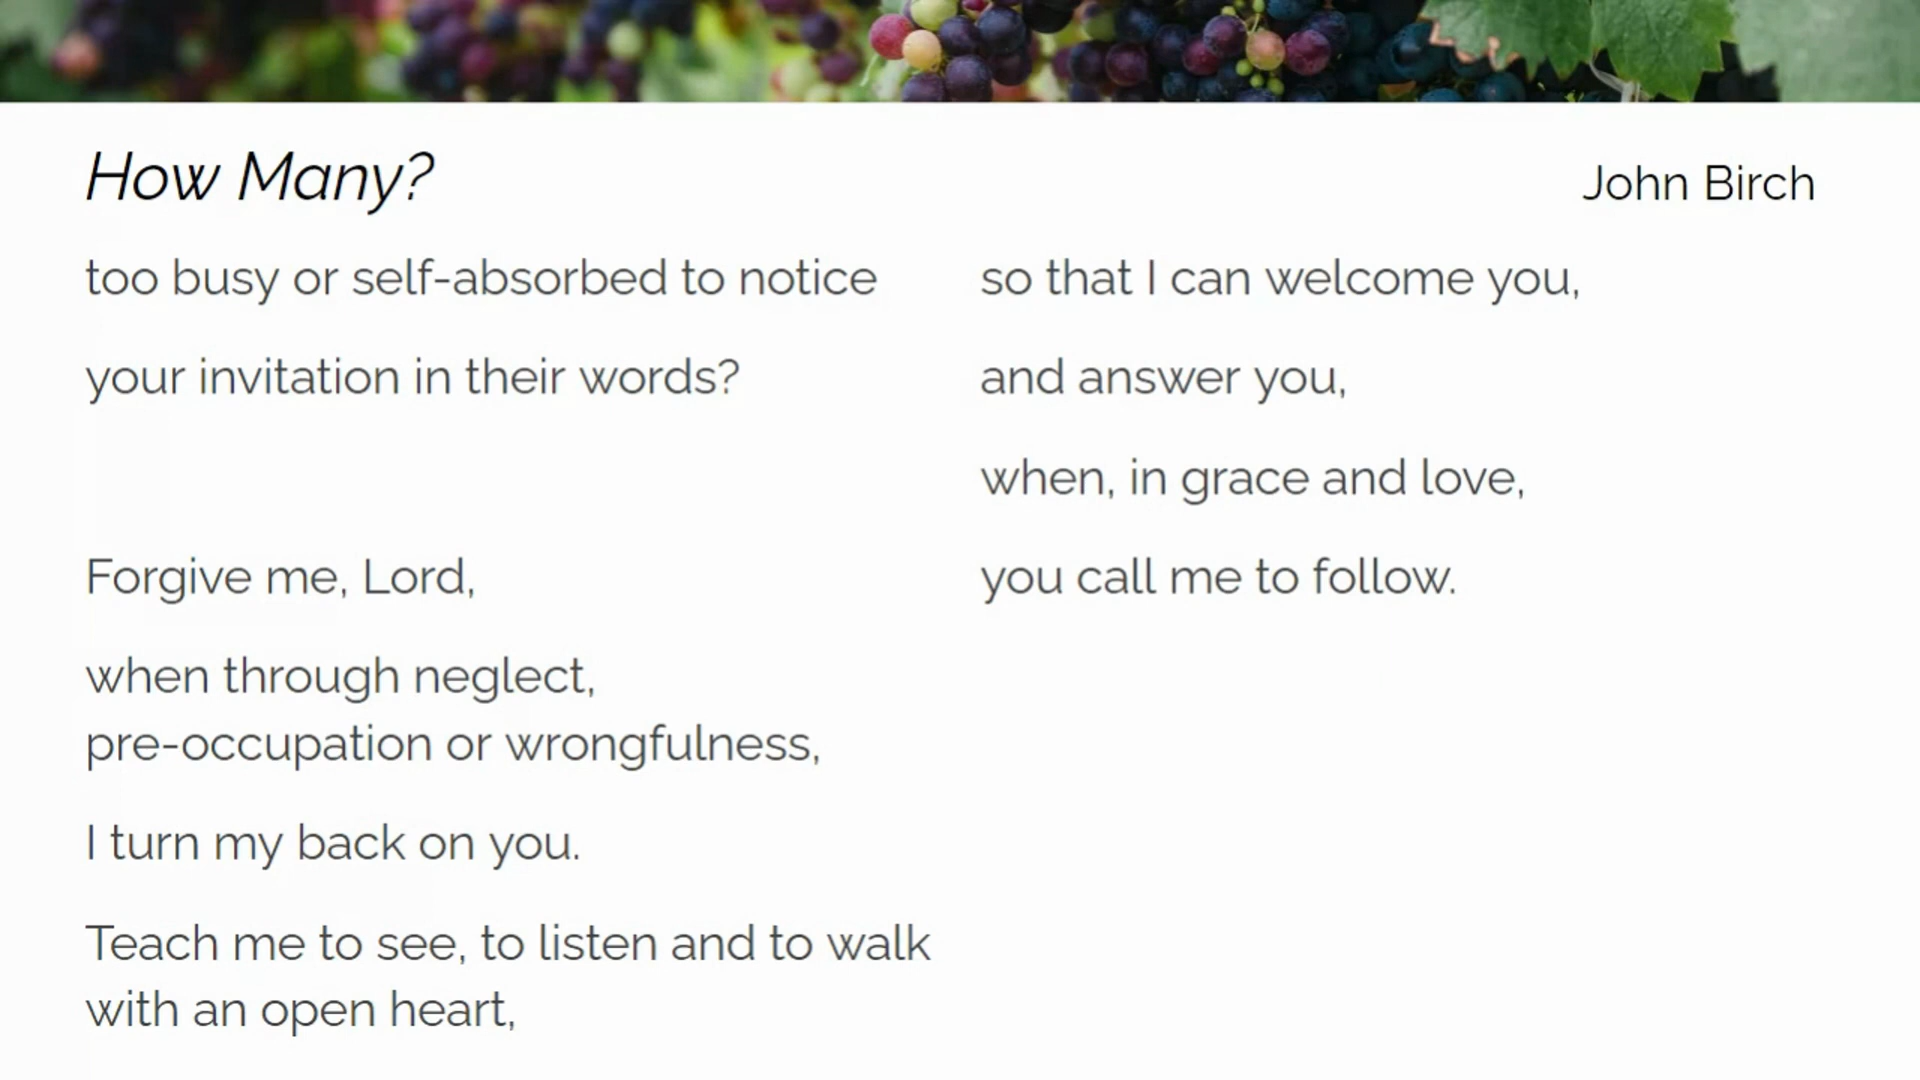 How Many?
John Birch
too busy or self-absorbed to notice
your invitation in their words?
Forgive me, Lord,
when through neglect,
pre-occupation or wrongfulness,
I turn my back on you.
Teach me to see, to listen and to walk
with an open heart,
so that I can welcome you,
and answer you,
when, in grace and love,
you call me to follow.